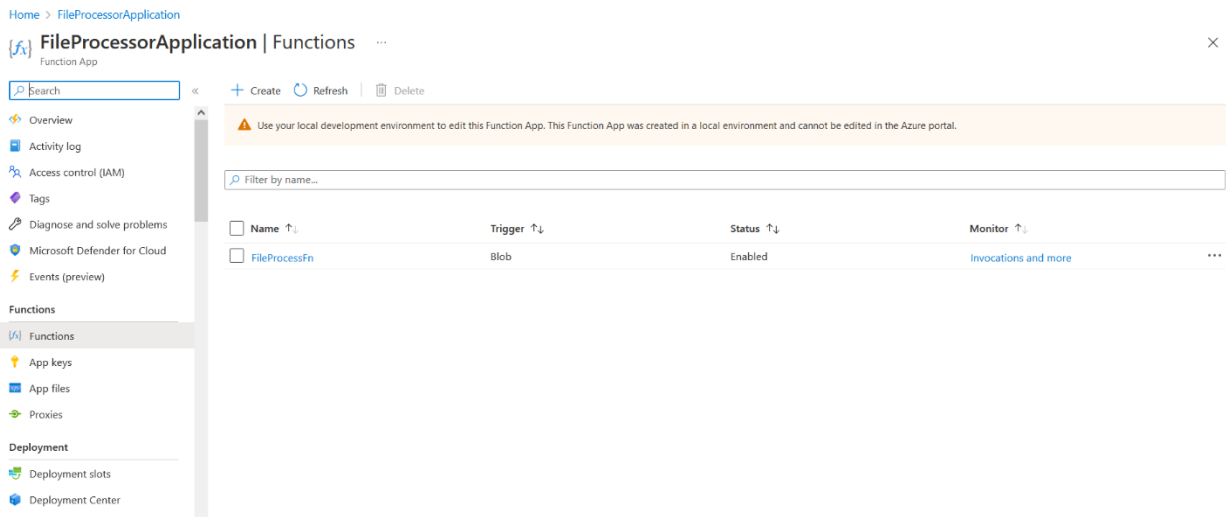 Home > FileProcessorApplication
{fx} FileProcessorApplication | Functions ...
Function App
Search «
Overview
Activity log
Access control (IAM)
Tags
Diagnose and solve problems
Microsoft Defender for Cloud
Events (preview)
Functions
Functions
App keys
App files
Proxies
Deployment
Deployment slots
Deployment Center
+ Create Refresh Delete
Use your local development environment to edit this Function App. This Function App was created in a local environment and cannot be edited in the Azure portal.
Filter by name...
Name ↑↓ Trigger ↑↓ Status ↑↓ Monitor ↑↓
FileProcessFn Blob Enabled Invocations and more ...